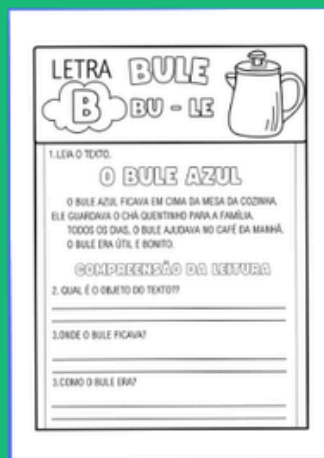 LETRA BULE
B BU - LE
1.LEIA O TEXTO.
O BULE AZUL
O BULE AZUL FICAVA EM CIMA DA MESA DA COZINHA.
ELE GUARDAVA O CHÁ QUENTINHO PARA A FAMÍLIA.
TODOS OS DIAS, O BULE AJUDAVA NO CAFÉ DA MANHÃ.
O BULE ERA ÚTIL E BONITO.
COMPREENSÃO DA LEITURA
2. QUAL É O OBJETO DO TEXTO??
3.ONDE O BULE FICAVA?
3.COMO O BULE ERA?